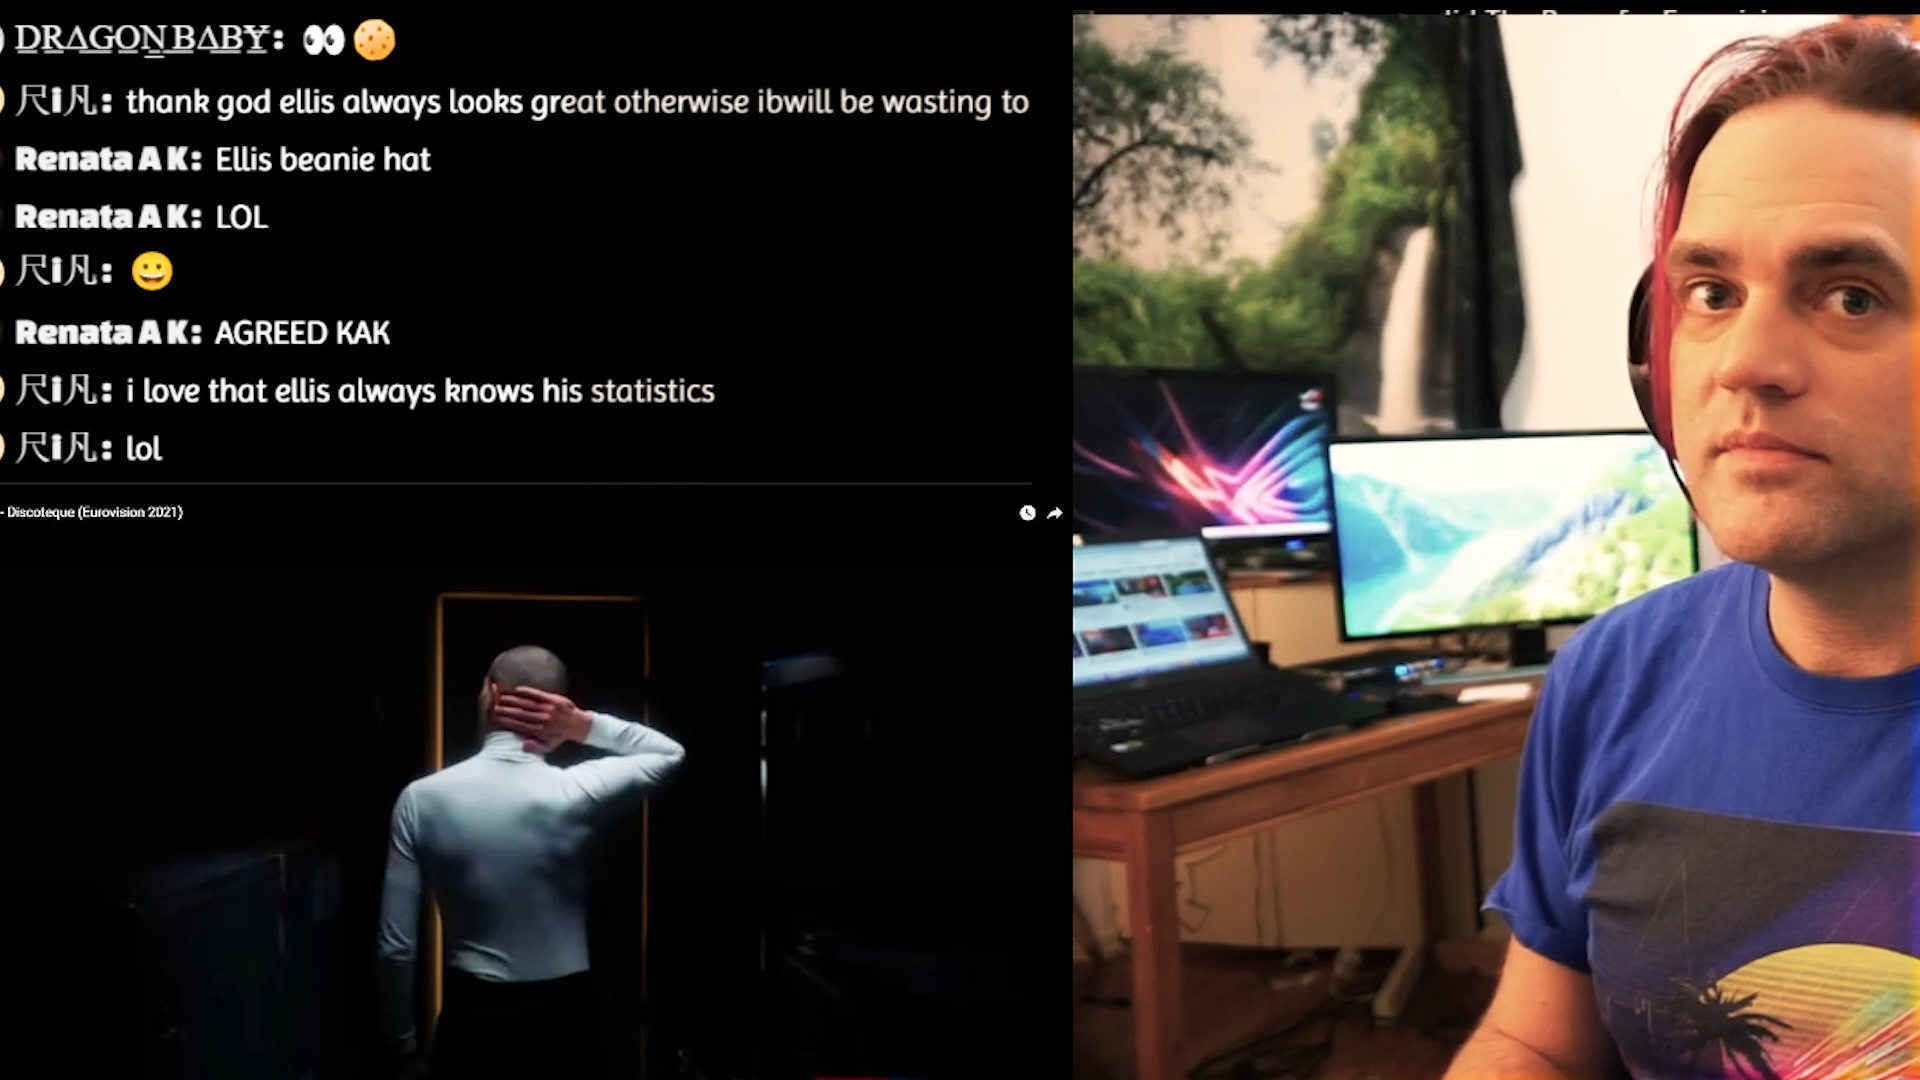 DRΔGON BΔBY: 👀🍪
尺i凡: thank god ellis always looks great otherwise ibwill be wasting to
Renata A K: Ellis beanie hat
Renata A K: LOL
尺i凡: 😀
Renata A K: AGREED KAK
尺i凡: i love that ellis always knows his statistics
尺i凡: lol
- Discoteque (Eurovision 2021)